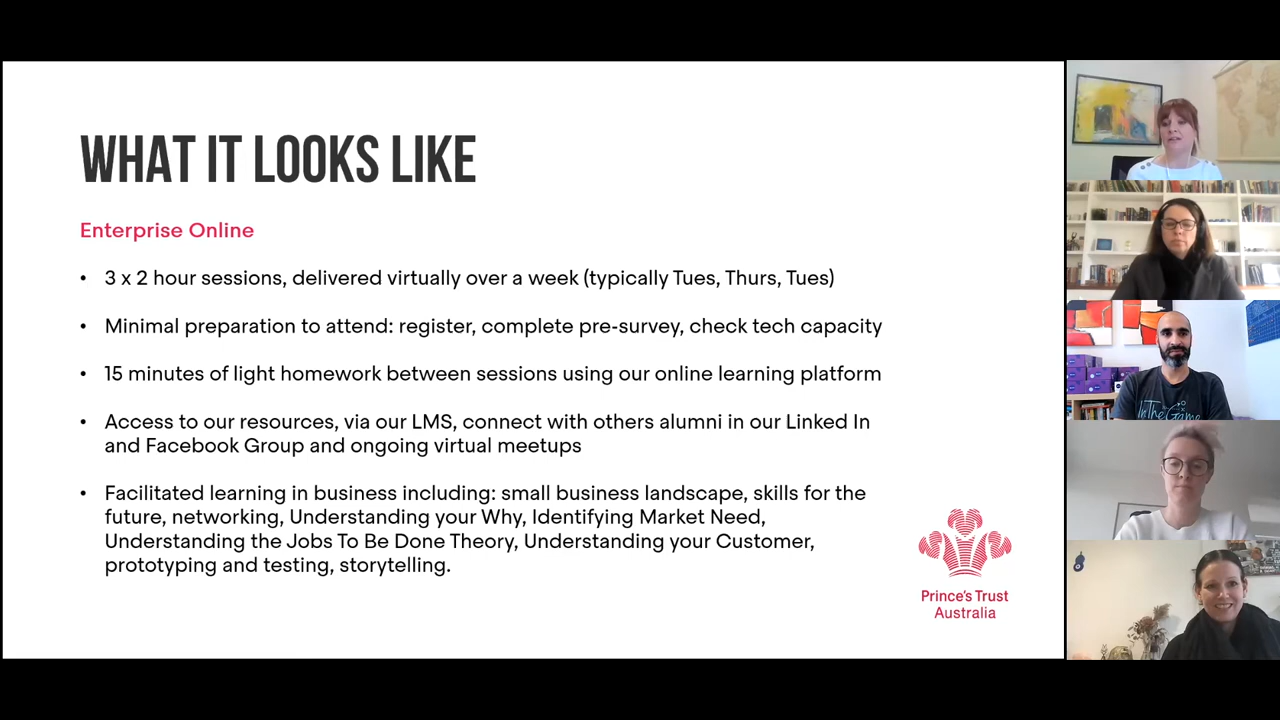 WHAT IT LOOKS LIKE
Enterprise Online
• 3 x 2 hour sessions, delivered virtually over a week (typically Tues, Thurs, Tues)
• Minimal preparation to attend: register, complete pre-survey, check tech capacity
• 15 minutes of light homework between sessions using our online learning platform
• Access to our resources, via our LMS, connect with others alumni in our Linked In
and Facebook Group and ongoing virtual meetups
• Facilitated learning in business including: small business landscape, skills for the
future, networking, Understanding your Why, Identifying Market Need,
Understanding the Jobs To Be Done Theory, Understanding your Customer,
prototyping and testing, storytelling.
Prince's Trust
Australia
In The Game